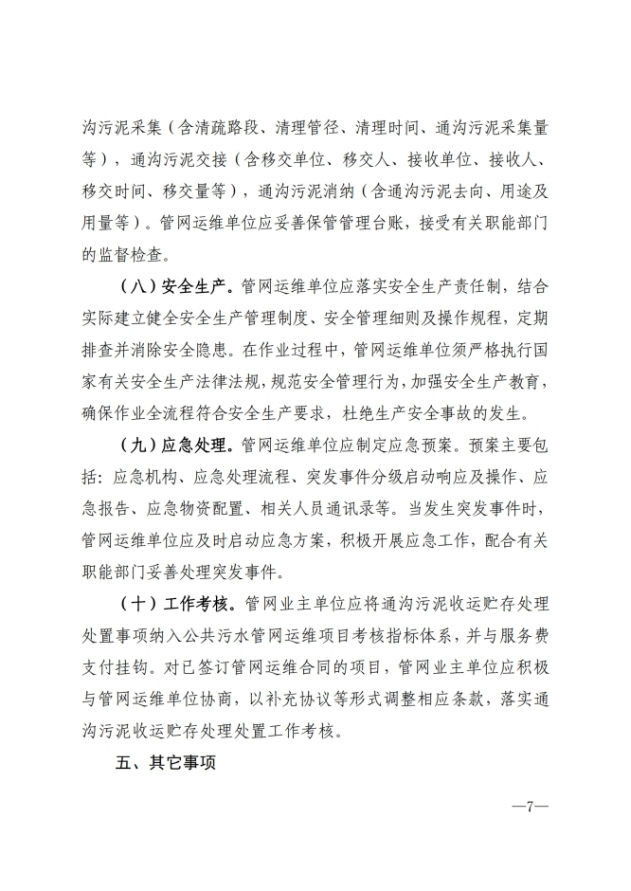 沟污泥采集（含清疏路段、清理管径、清理时间、通沟污泥采集量
等），通沟污泥交接（含移交单位、移交人、接收单位、接收人、
移交时间、移交量等），通沟污泥消纳（含通沟污泥去向、用途及
用量等）。管网运维单位应妥善保管管理台账，接受有关职能部门
的监督检查。
（八）安全生产。管网运维单位应落实安全生产责任制，结合
实际建立健全安全生产管理制度、安全管理细则及操作规程，定期
排查并消除安全隐患。在作业过程中，管网运维单位须严格执行国
家有关安全生产法律法规，规范安全管理行为，加强安全生产教育，
确保作业全流程符合安全生产要求，杜绝生产安全事故的发生。
（九）应急处理。管网运维单位应制定应急预案。预案主要包
括：应急机构、应急处理流程、突发事件分级启动响应及操作、应
急报告、应急物资配置、相关人员通讯录等。当发生突发事件时，
管网运维单位应及时启动应急方案，积极开展应急工作，配合有关
职能部门妥善处理突发事件。
（十）工作考核。管网业主单位应将通沟污泥收运贮存处理
处置事项纳入公共污水管网运维项目考核指标体系，并与服务费
支付挂钩。对已签订管网运维合同的项目，管网业主单位应积极
与管网运维单位协商，以补充协议等形式调整相应条款，落实通
沟污泥收运贮存处理处置工作考核。
五、其它事项
—7—